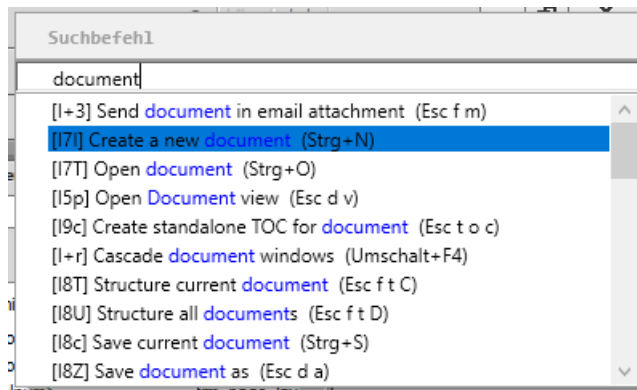 Suchbefehl
document
[I+3] Send document in email attachment (Esc f m)
[I7I] Create a new document (Strg+N)
[I7T] Open document (Strg+O)
[I5p] Open Document view (Esc d v)
[I9c] Create standalone TOC for document (Esc t o c)
[I+r] Cascade document windows (Umschalt+F4)
[I8T] Structure current document (Esc f t C)
[I8U] Structure all documents (Esc f t D)
[I8c] Save current document (Strg+S)
[I8Z] Save document as (Esc d a)